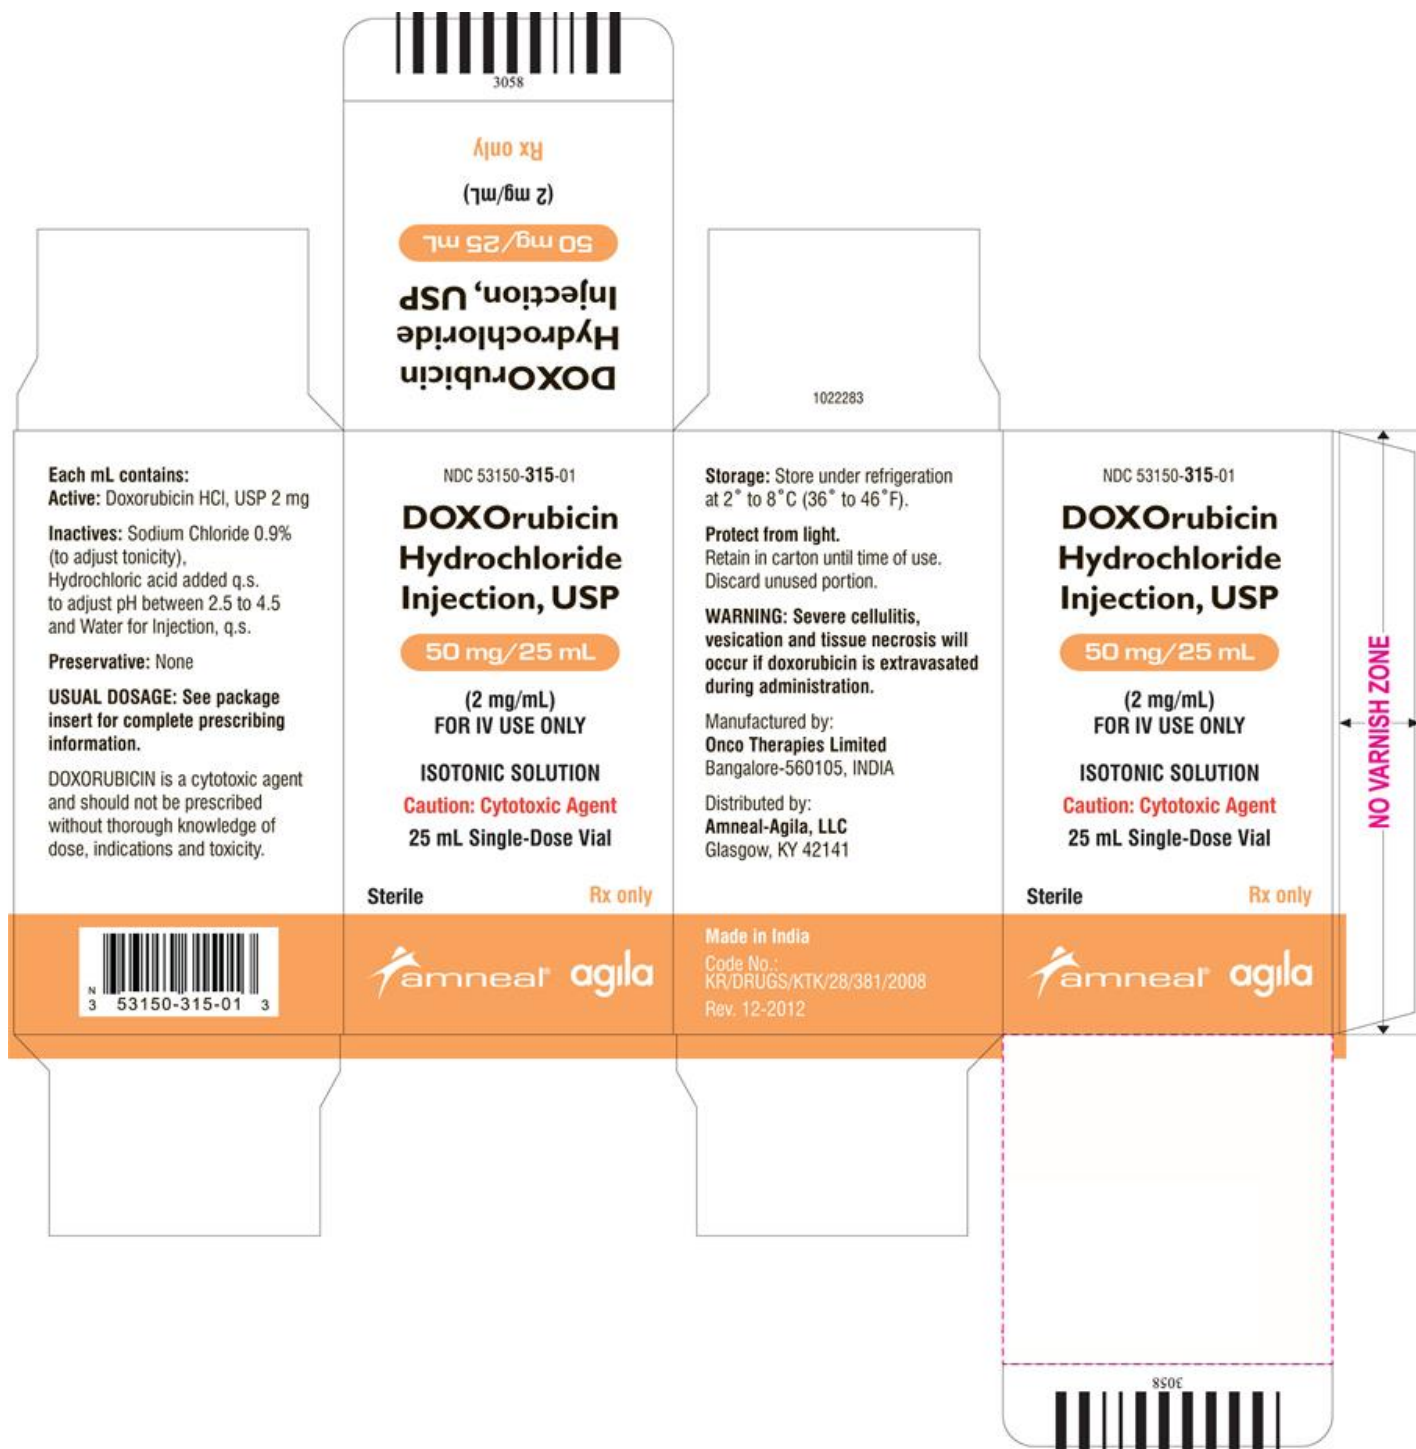 3058
Rx only
(2 mg/mL)
50 mg/25 mL
DOXOrubicin
Hydrochloride
Injection, USP
1022283
Each mL contains:
Active: Doxorubicin HCl, USP 2 mg
Inactives: Sodium Chloride 0.9%
(to adjust tonicity),
Hydrochloric acid added q.s.
to adjust pH between 2.5 to 4.5
and Water for Injection, q.s.
Preservative: None
USUAL DOSAGE: See package
insert for complete prescribing
information.
DOXORUBICIN is a cytotoxic agent
and should not be prescribed
without thorough knowledge of
dose, indications and toxicity.
N
3 53150-315-01 3
NDC 53150-315-01
DOXOrubicin
Hydrochloride
Injection, USP
50 mg/25 mL
(2 mg/mL)
FOR IV USE ONLY
ISOTONIC SOLUTION
Caution: Cytotoxic Agent
25 mL Single-Dose Vial
Sterile Rx only
amneal® agila
Storage: Store under refrigeration
at 2˚ to 8˚C (36˚ to 46˚F).
Protect from light.
Retain in carton until time of use.
Discard unused portion.
WARNING: Severe cellulitis,
vesication and tissue necrosis will
occur if doxorubicin is extravasated
during administration.
Manufactured by:
Onco Therapies Limited
Bangalore-560105, INDIA
Distributed by:
Amneal-Agila, LLC
Glasgow, KY 42141
Made in India
Code No.:
KR/DRUGS/KTK/28/381/2008
Rev. 12-2012
NDC 53150-315-01
DOXOrubicin
Hydrochloride
Injection, USP
50 mg/25 mL
(2 mg/mL)
FOR IV USE ONLY
ISOTONIC SOLUTION
Caution: Cytotoxic Agent
25 mL Single-Dose Vial
Sterile Rx only
amneal® agila
NO VARNISH ZONE
3058